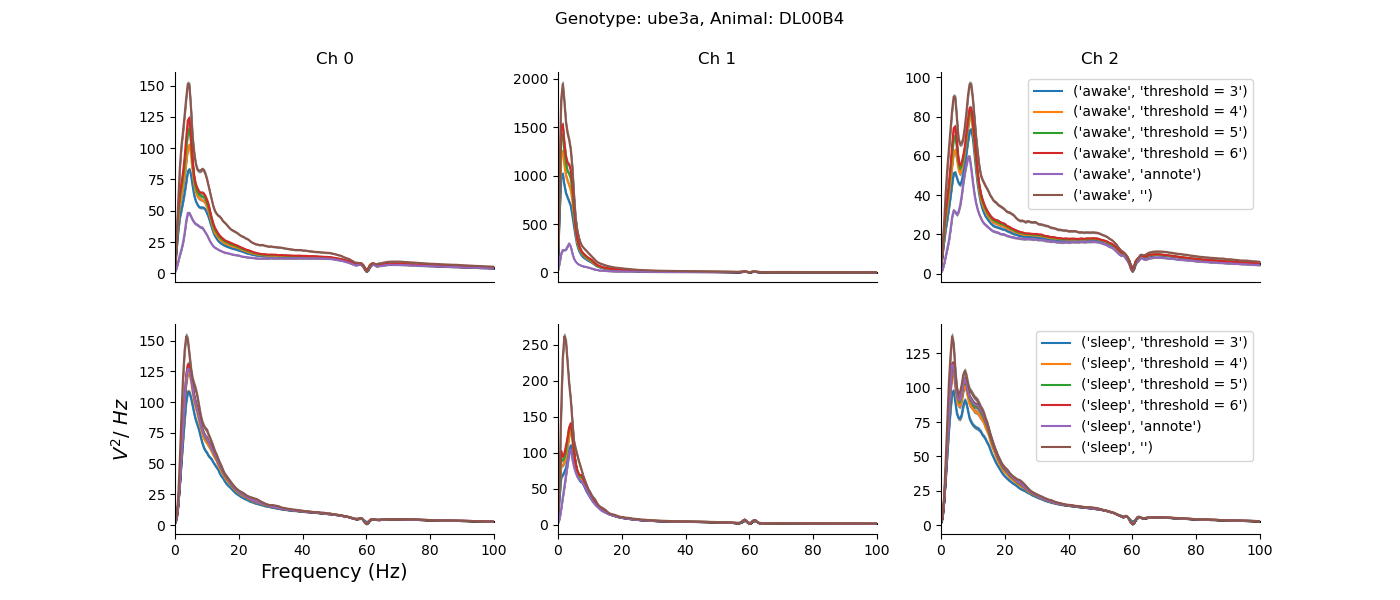 Genotype: ube3a, Animal: DL00B4
Ch 0
Ch 1
Ch 2
150
125
100
75
50
25
0
2000
1500
1000
500
0
100
80
60
40
20
0
('awake', 'threshold = 3')
('awake', 'threshold = 4')
('awake', 'threshold = 5')
('awake', 'threshold = 6')
('awake', 'annote')
('awake', '')
V²/ Hz
150
125
100
75
50
25
0
0 20 40 60 80 100
Frequency (Hz)
250
200
150
100
50
0
0 20 40 60 80 100
125
100
75
50
25
0
0 20 40 60 80 100
('sleep', 'threshold = 3')
('sleep', 'threshold = 4')
('sleep', 'threshold = 5')
('sleep', 'threshold = 6')
('sleep', 'annote')
('sleep', '')